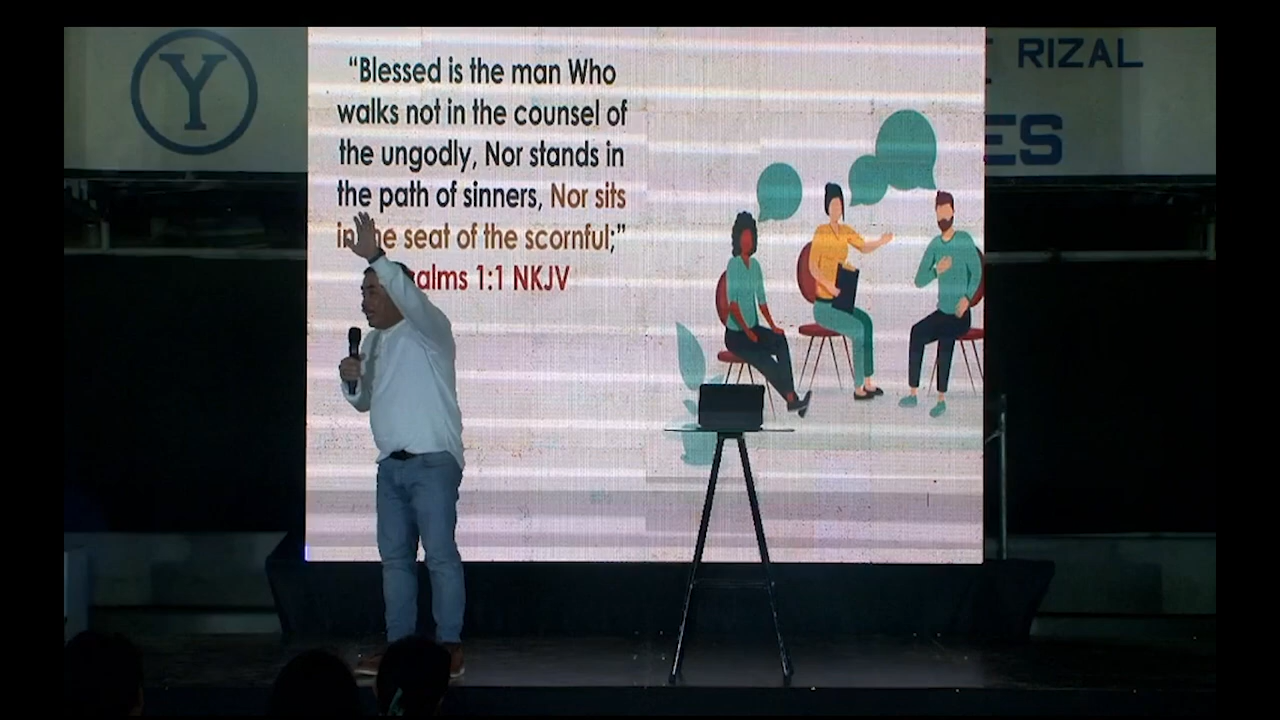 Y
RIZAL
ES
“Blessed is the man Who
walks not in the counsel of
the ungodly, Nor stands in
the path of sinners, Nor sits
in the seat of the scornful;”
alms 1:1 NKJV